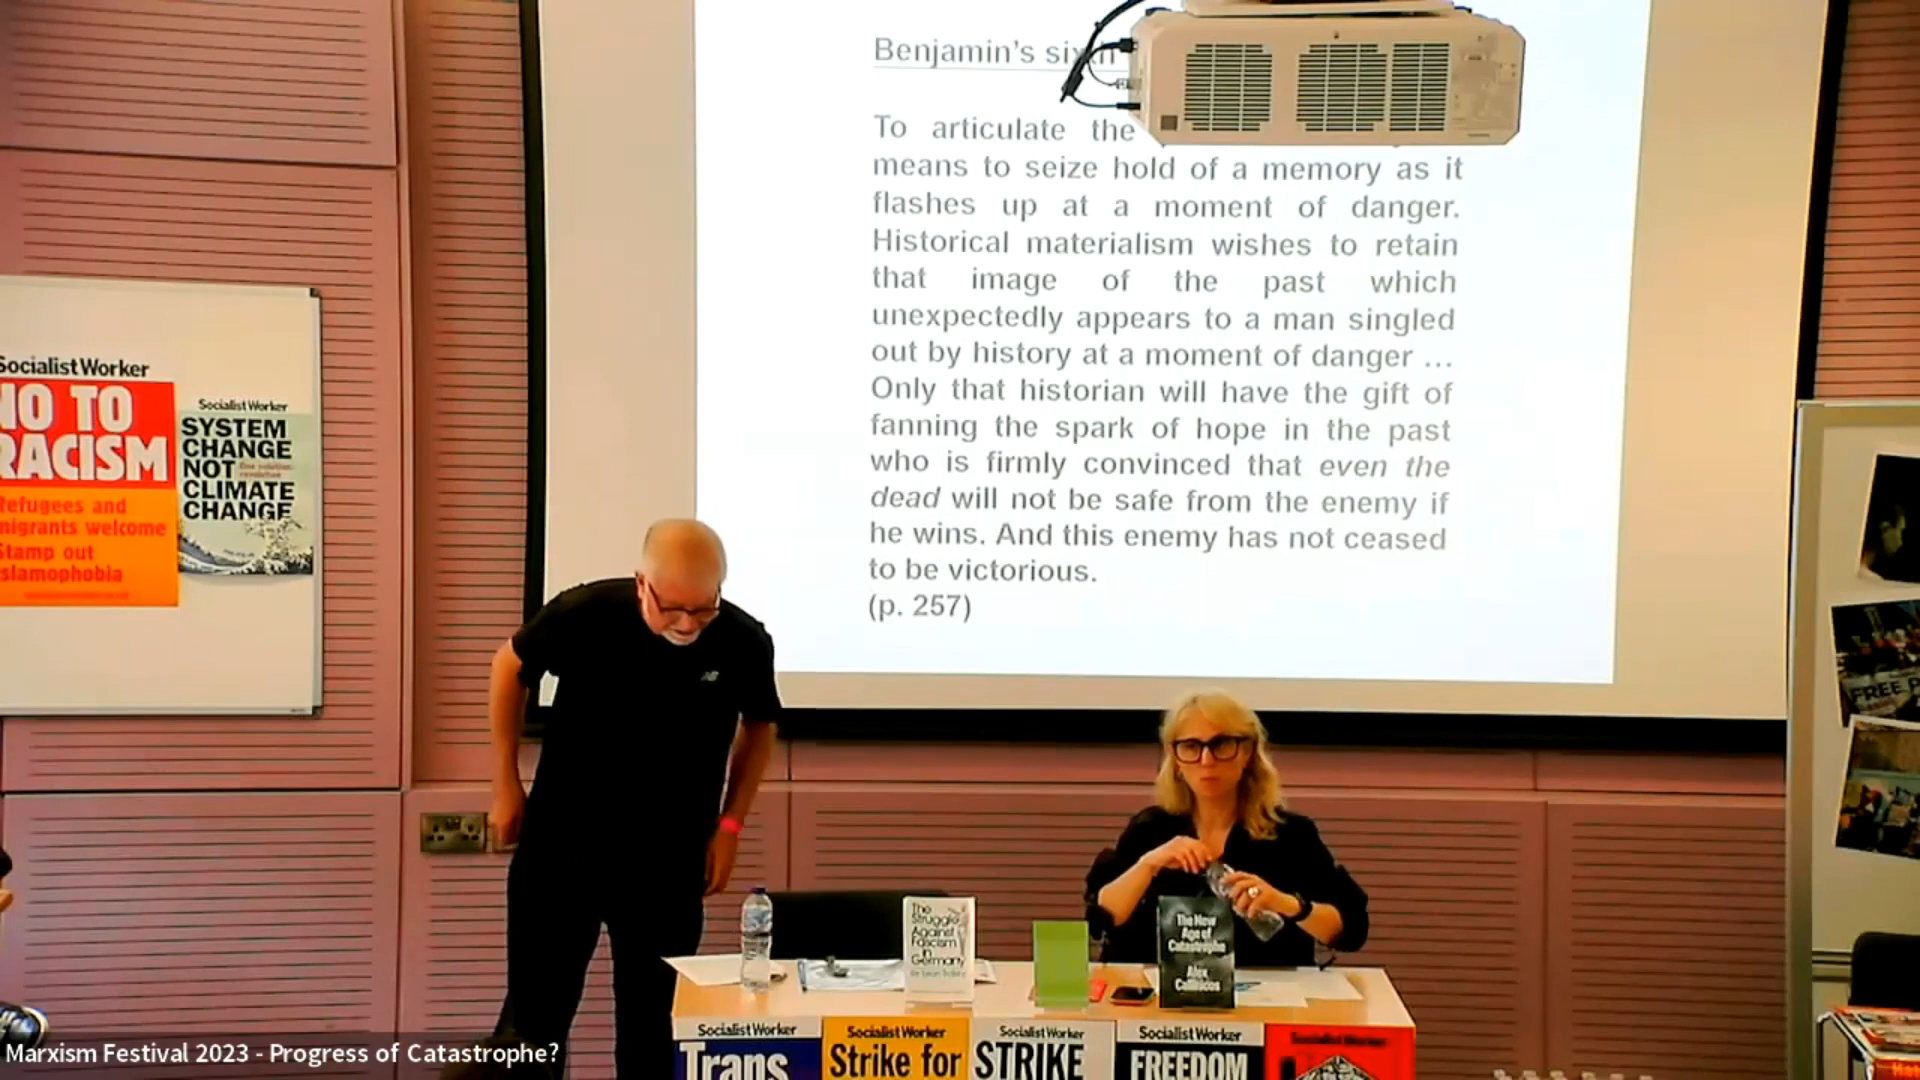 Benjamin's sixth
To articulate the
means to seize hold of a memory as it
flashes up at a moment of danger.
Historical materialism wishes to retain
that image of the past which
unexpectedly appears to a man singled
out by history at a moment of danger ...
Only that historian will have the gift of
fanning the spark of hope in the past
who is firmly convinced that even the
dead will not be safe from the enemy if
he wins. And this enemy has not ceased
to be victorious.
(p. 257)
Socialist Worker
NO TO
RACISM
Refugees and
migrants welcome
Stamp out
Islamophobia
Socialist Worker
SYSTEM
CHANGE
NOT
CLIMATE
CHANGE
FREE P
The
Struggle
Against
Fascism
in
Germany
The New
Age of
Catastrophe
Alex
Callinicos
Socialist Worker
Trans
Socialist Worker
Strike for
Socialist Worker
STRIKE
Socialist Worker
FREEDOM
Socialist Worker
Marxism Festival 2023 - Progress of Catastrophe?